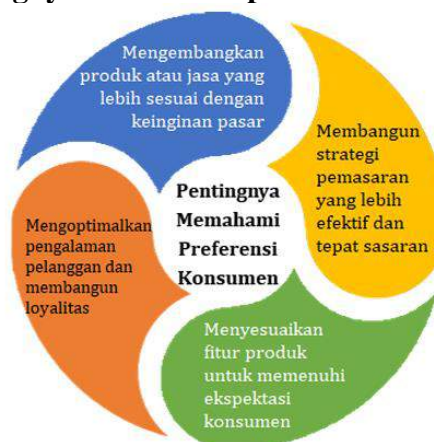 Mengembangkan
produk atau jasa yang
lebih sesuai dengan
keinginan pasar
Membangun
strategi
pemasaran
yang lebih
efektif dan
tepat sasaran
Pentingnya
Memahami
Preferensi
Konsumen
Mengoptimalkan
pengalaman
pelanggan dan
membangun
loyalitas
Menyesuaikan
fitur produk
untuk memenuhi
ekspektasi
konsumen